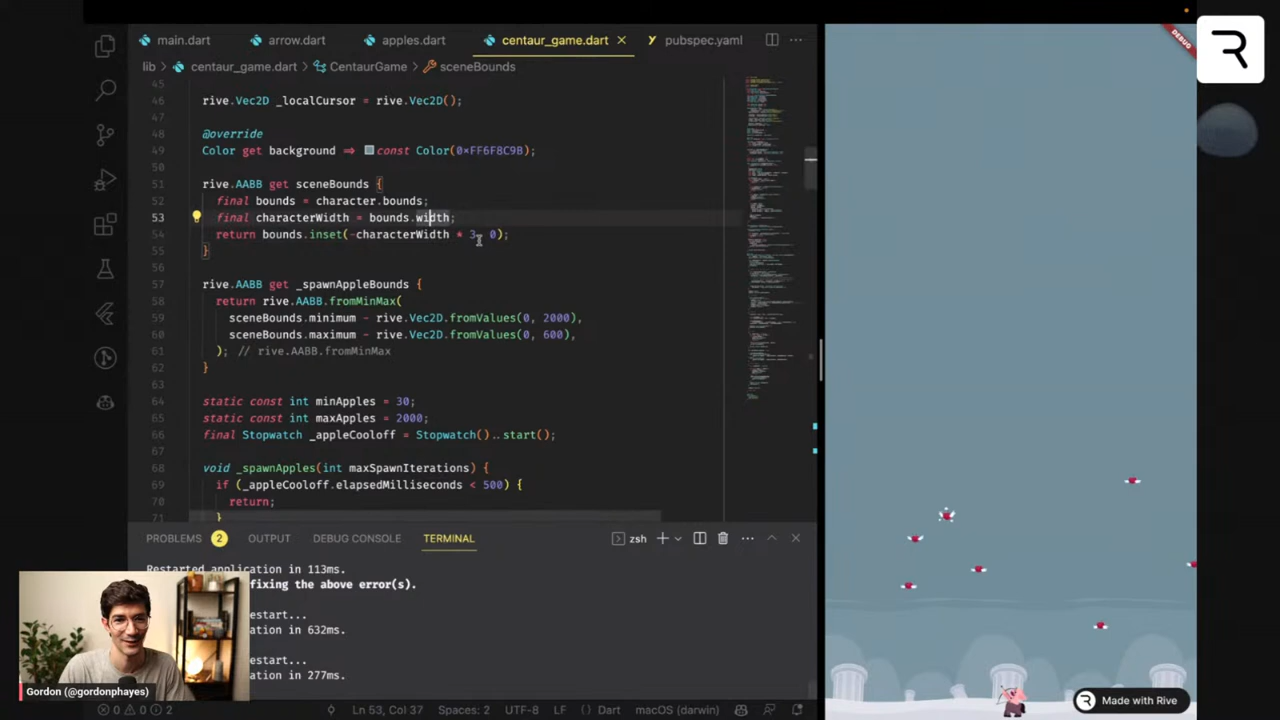 main.dart
arrow.dart
apples.dart
centaur_game.dart
pubspec.yaml
lib > centaur_game.dart > CentaurGame > sceneBounds
DEBUG
45
46 rive.Vec2D _localCursor = rive.Vec2D();
47
48 @override
49 Color get background => const Color(0xFF6F8C9B);
50
51 rive.AABB get sceneBounds {
52 final bounds = character.bounds;
53 final characterWidth = bounds.width;
54 return bounds.inset(-characterWidth * 3, 0);
55 }
56
57 rive.AABB get _spawnAppleBounds {
58 return rive.AABB.fromMinMax(
59 sceneBounds.minimum - rive.Vec2D.fromValues(0, 2000),
60 sceneBounds.maximum - rive.Vec2D.fromValues(0, 600),
61 ); // rive.AABB.fromMinMax
62 }
63
64 static const int minApples = 30;
65 static const int maxApples = 2000;
66 final Stopwatch _appleCooloff = Stopwatch()..start();
67
68 void _spawnApples(int maxSpawnIterations) {
69 if (_appleCooloff.elapsedMilliseconds < 500) {
70 return;
71 }
PROBLEMS 2 OUTPUT DEBUG CONSOLE TERMINAL
zsh
Restarted application in 113ms.
fixing the above error(s).
estart...
ation in 632ms.
estart...
ation in 277ms.
Gordon (@gordonphayes)
Made with Rive
0 0 2
Ln 53, Col 37 Spaces: 2 UTF-8 LF Dart macOS (darwin)